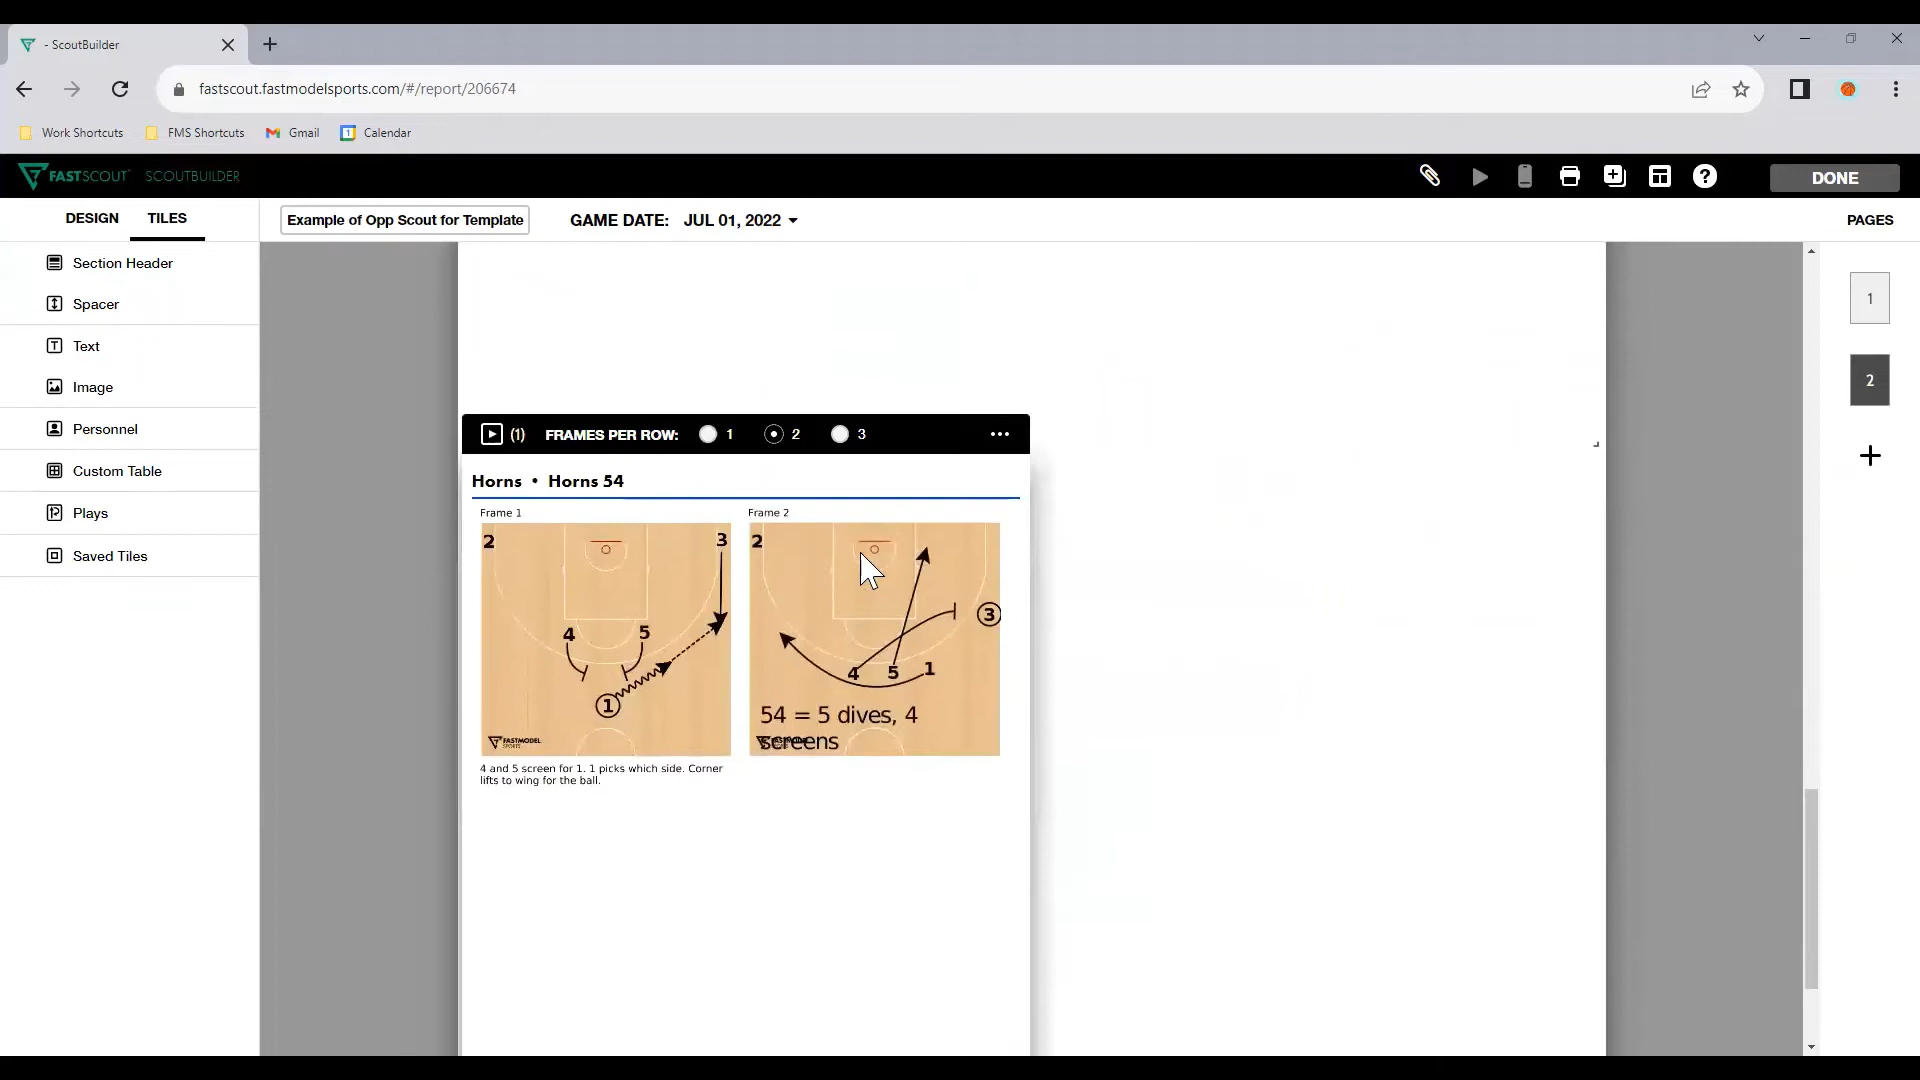 - ScoutBuilder
fastscout.fastmodelsports.com/#/report/206674
Work Shortcuts
FMS Shortcuts
Gmail
1
Calendar
FASTSCOUT
SCOUTBUILDER
?
DONE
DESIGN
TILES
Example of Opp Scout for Template
GAME DATE: JUL 01, 2022
PAGES
Section Header
Spacer
Text
Image
Personnel
Custom Table
Plays
Saved Tiles
1
2
+
(1)
FRAMES PER ROW:
1
2
3
Horns • Horns 54
Frame 1
Frame 2
2
3
4
5
1
FASTMODEL
SPORTS
2
3
4
5
1
54 = 5 dives, 4
screens
4 and 5 screen for 1. 1 picks which side. Corner
lifts to wing for the ball.